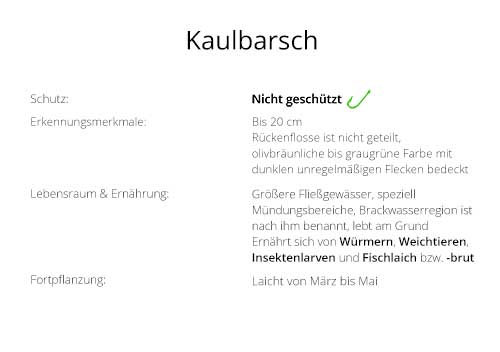 Kaulbarsch
Schutz:
Nicht geschützt
Erkennungsmerkmale:
Bis 20 cm
Rückenflosse ist nicht geteilt,
olivbräunliche bis graugrüne Farbe mit
dunklen unregelmäßigen Flecken bedeckt
Lebensraum & Ernährung:
Größere Fließgewässer, speziell
Mündungsbereiche, Brackwasserregion ist
nach ihm benannt, lebt am Grund
Ernährt sich von Würmern, Weichtieren,
Insektenlarven und Fischlaich bzw. -brut
Fortpflanzung:
Laicht von März bis Mai